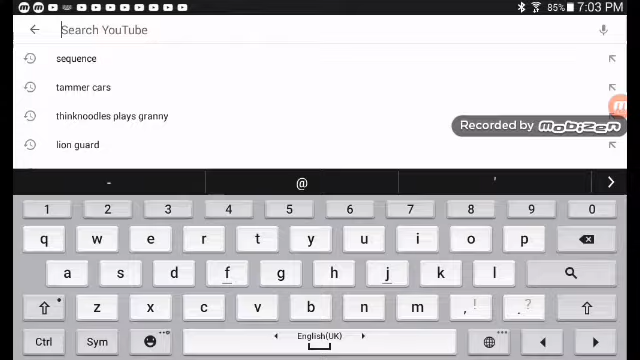 85% 7:03 PM
Search YouTube
sequence
tammer cars
thinknoodles plays granny
Recorded by mobizen
lion guard
- @ '
1 2 3 4 5 6 7 8 9 0
q w e r t y u i o p
a s d f g h j k l
z x c v b n m , ! . ?
Ctrl Sym English(UK)